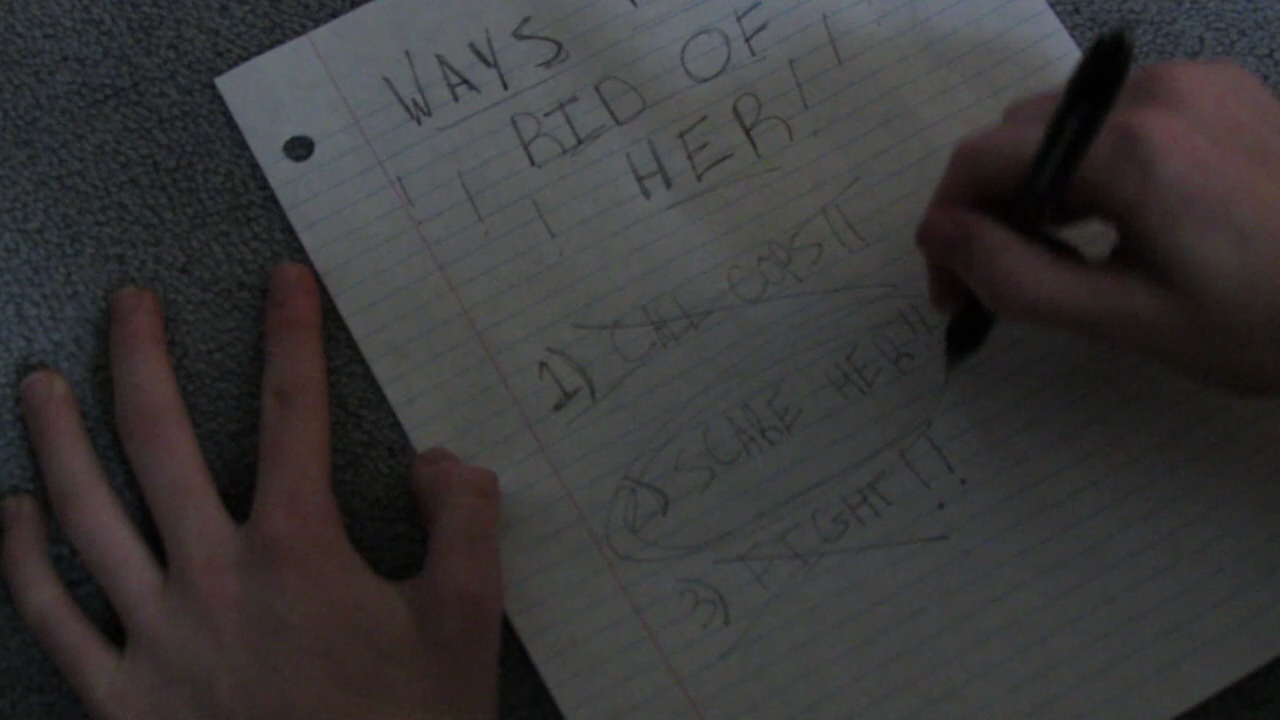 WAYS
RID OF
HER!!!
! ! !
1) CALL COPS!!
2) SCARE HER!!
3) FIGHT!!